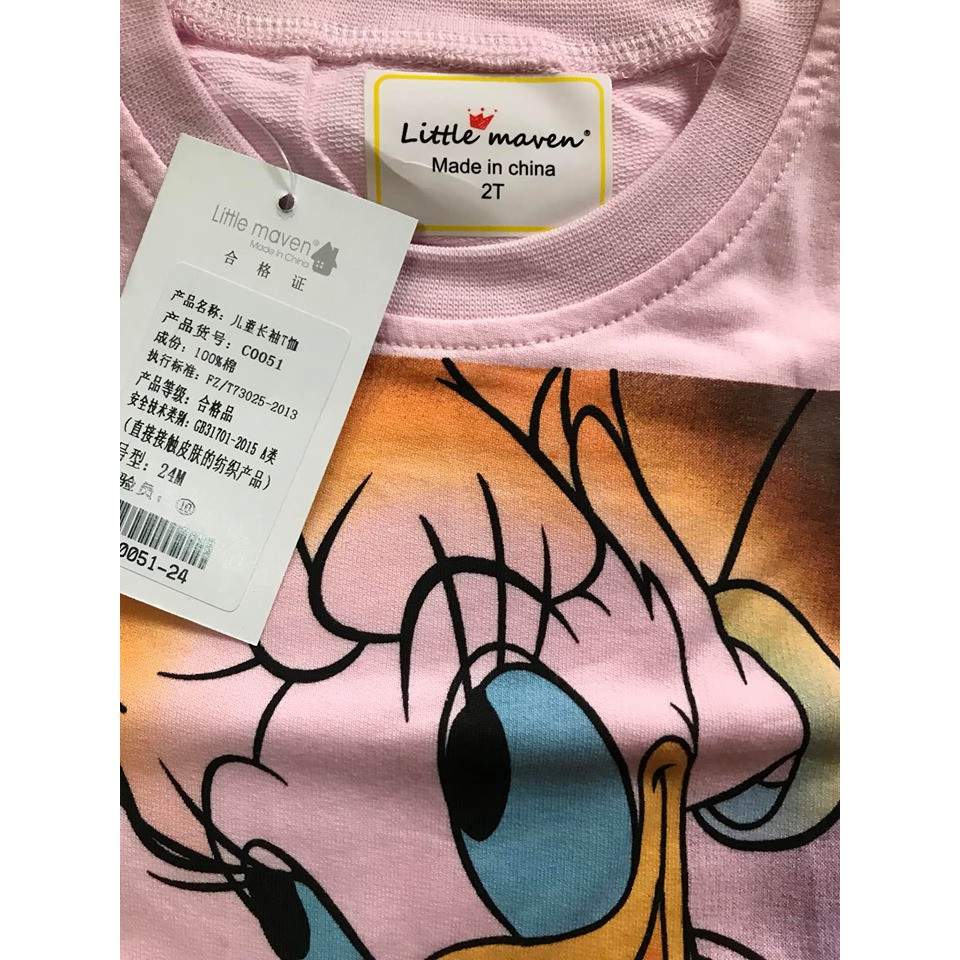 Little maven®
Made in china
2T
Little maven®
Made in China
合格证
产品名称：儿童长袖T恤
产品货号：C0051
成份：100%棉
执行标准：FZ/T73025-2013
产品等级：合格品
安全技术类别：GB31701-2015 A类
（直接接触皮肤的纺织产品）
号型：24M
验员：
0051-24